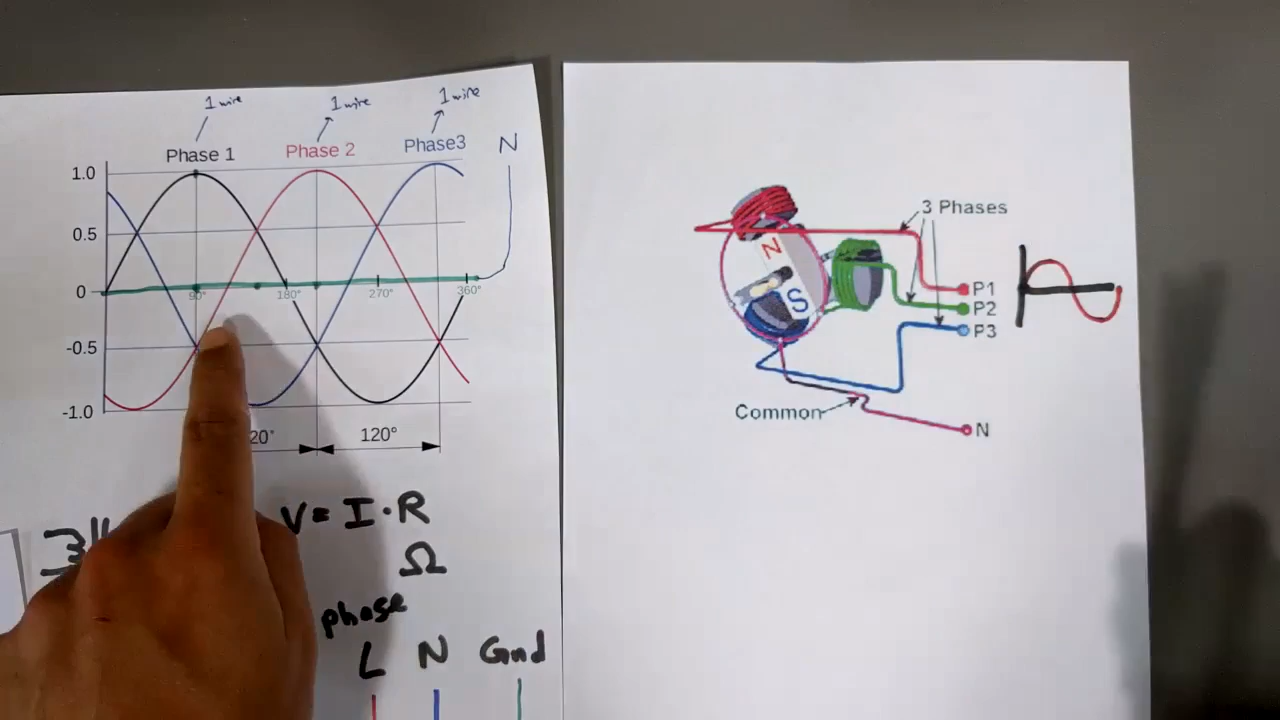 1 wire
1 wire
1 wire
Phase 1
Phase 2
Phase3
N
1.0
0.5
0
-0.5
-1.0
90°
180°
270°
360°
20°
120°
V = I · R
Ω
phase
L N Gnd
3 Phases
P1
P2
P3
Common
N
N
S